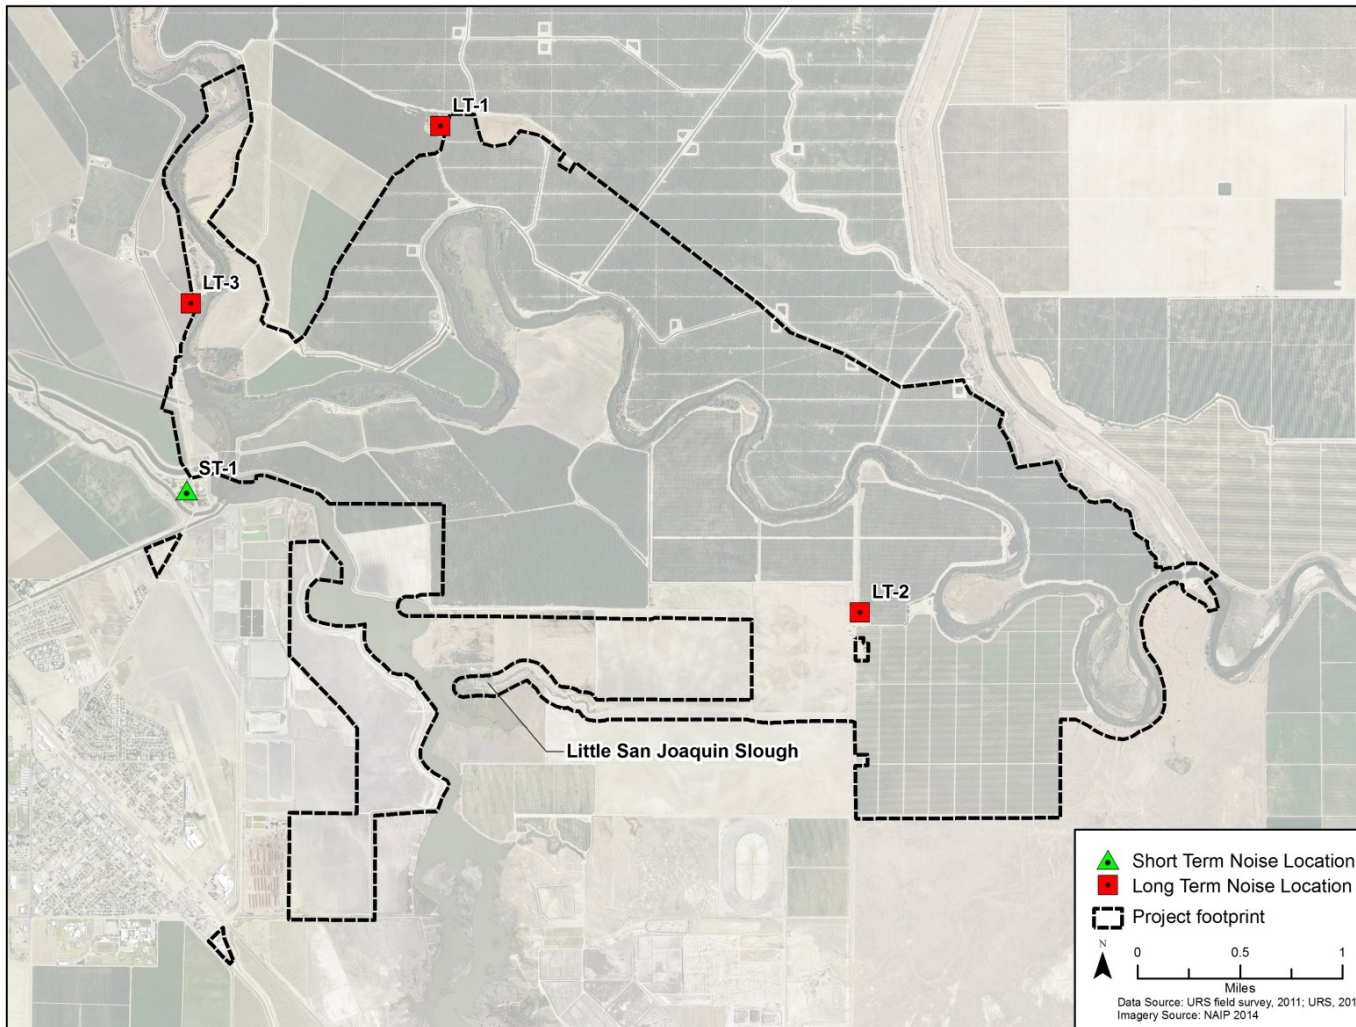 LT-1
LT-3
ST-1
LT-2
Little San Joaquin Slough
Short Term Noise Location
Long Term Noise Location
Project footprint
N
0 0.5 1
Miles
Data Source: URS field survey, 2011; URS, 201
Imagery Source: NAIP 2014